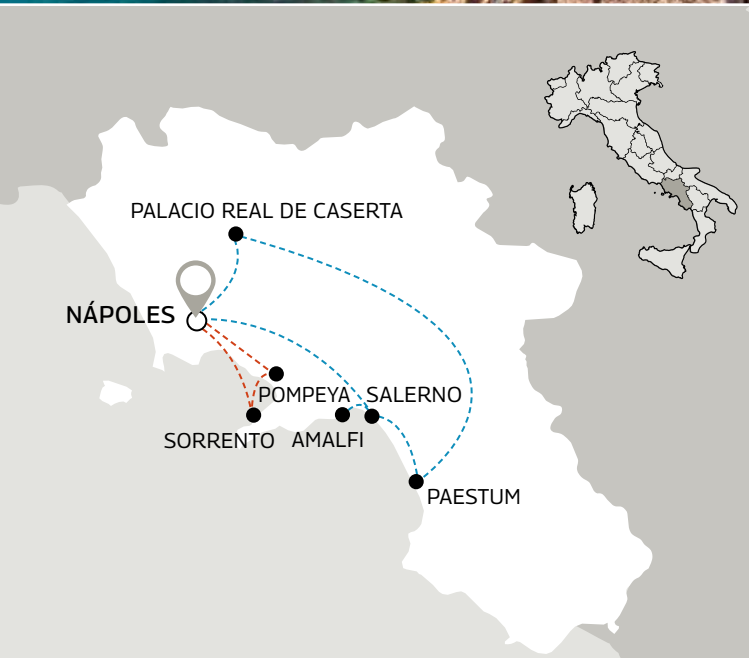 PALACIO REAL DE CASERTA
NÁPOLES
POMPEYA
SALERNO
SORRENTO
AMALFI
PAESTUM